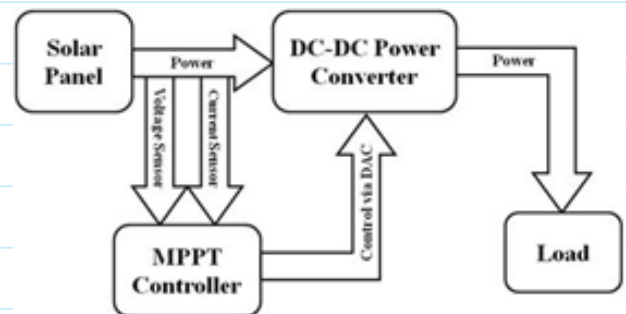 Solar
Panel
Power
DC-DC Power
Converter
Power
Voltage Sensor
Current Sensor
Control via DAC
MPPT
Controller
Load